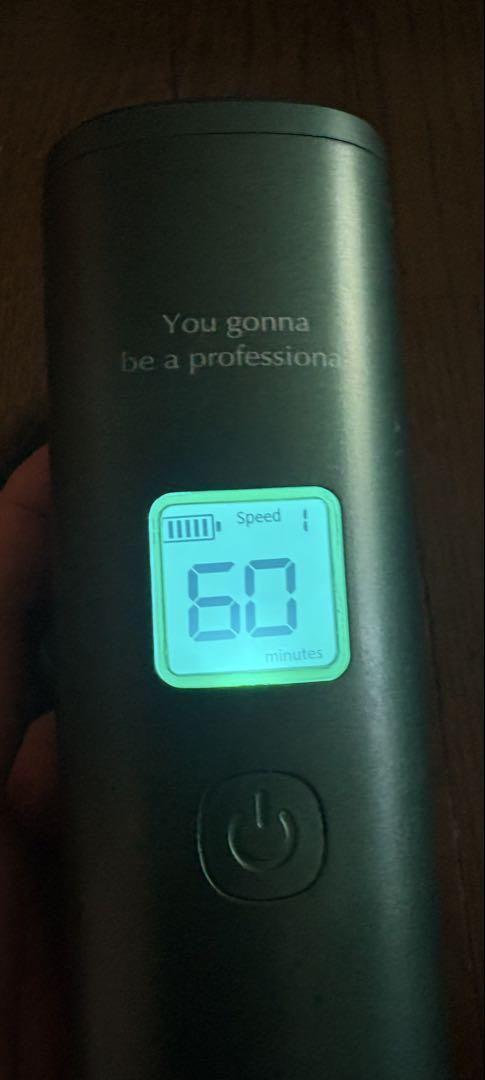 You gonna
be a professiona
Speed 1
60
minutes